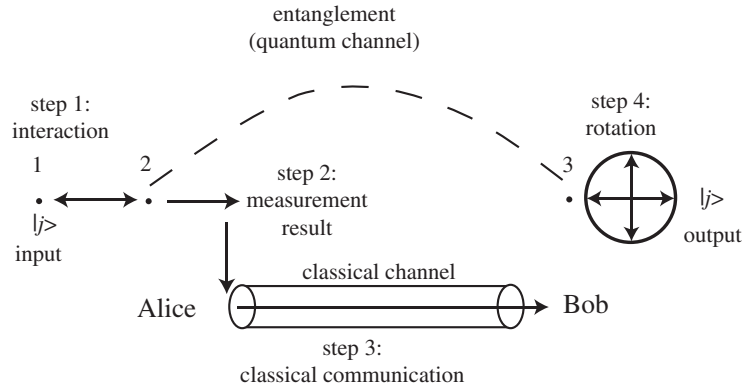 entanglement
(quantum channel)
step 1:
interaction
step 4:
rotation
1
2
3
step 2:
measurement
result
|j>
input
|j>
output
classical channel
Alice
Bob
step 3:
classical communication